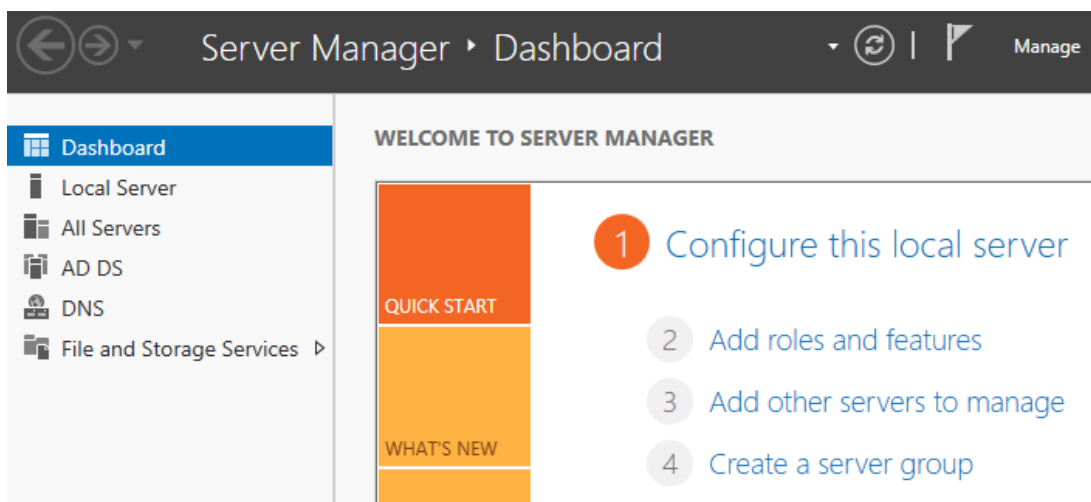 Server Manager ‣ Dashboard
Manage
Dashboard
Local Server
All Servers
AD DS
DNS
File and Storage Services
WELCOME TO SERVER MANAGER
QUICK START
WHAT'S NEW
1 Configure this local server
2 Add roles and features
3 Add other servers to manage
4 Create a server group